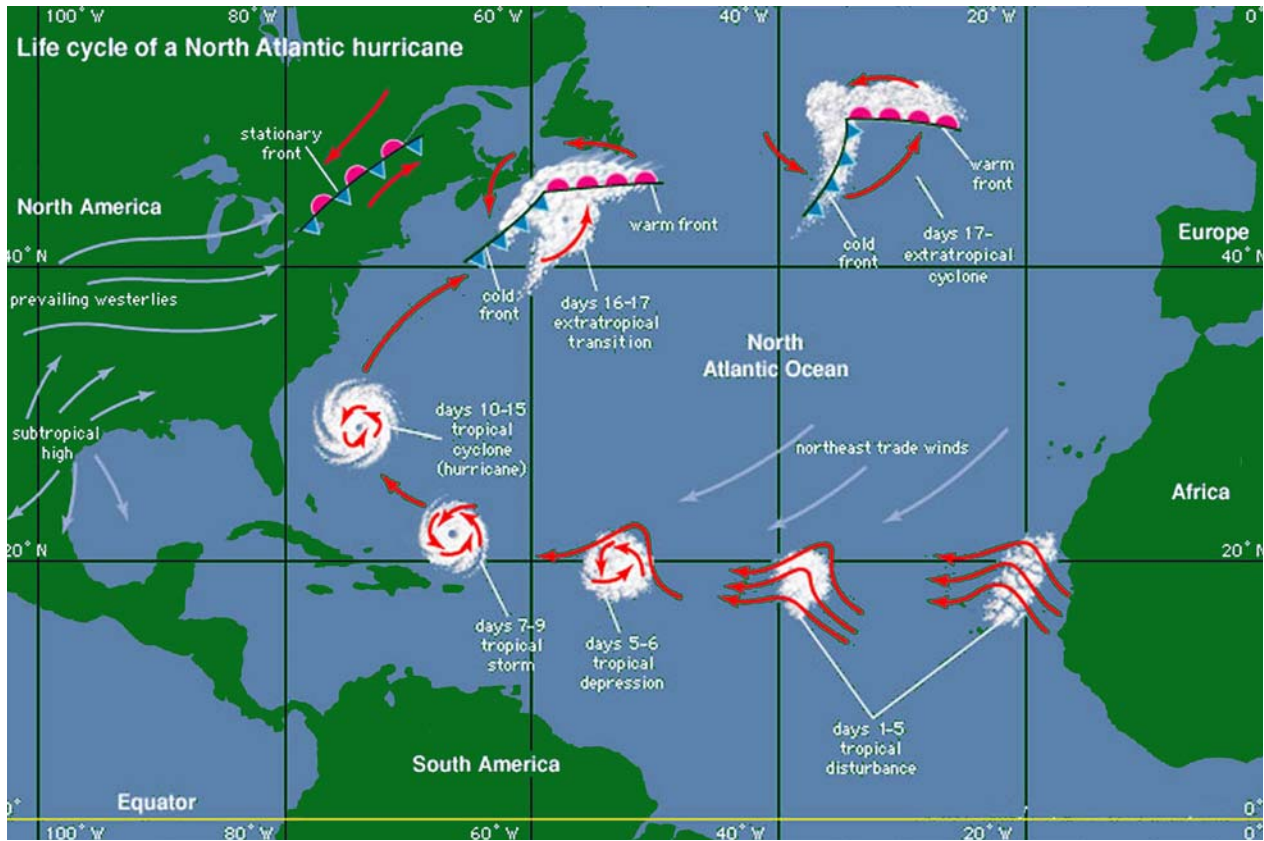 100° W 80° W 60° W 40° W 20° W 0°
Life cycle of a North Atlantic hurricane
stationary
front
North America
warm front
warm
front
Europe
40° N
40° N
cold
front
days 17-
extratropical
cyclone
prevailing westerlies
cold
front
days 16-17
extratropical
transition
North
Atlantic Ocean
subtropical
high
days 10-15
tropical
cyclone
(hurricane)
northeast trade winds
Africa
20° N
20° N
days 7-9
tropical
storm
days 5-6
tropical
depression
days 1-5
tropical
disturbance
South America
Equator
0°
0°
100° W 80° W 60° W 40° W 20° W 0°